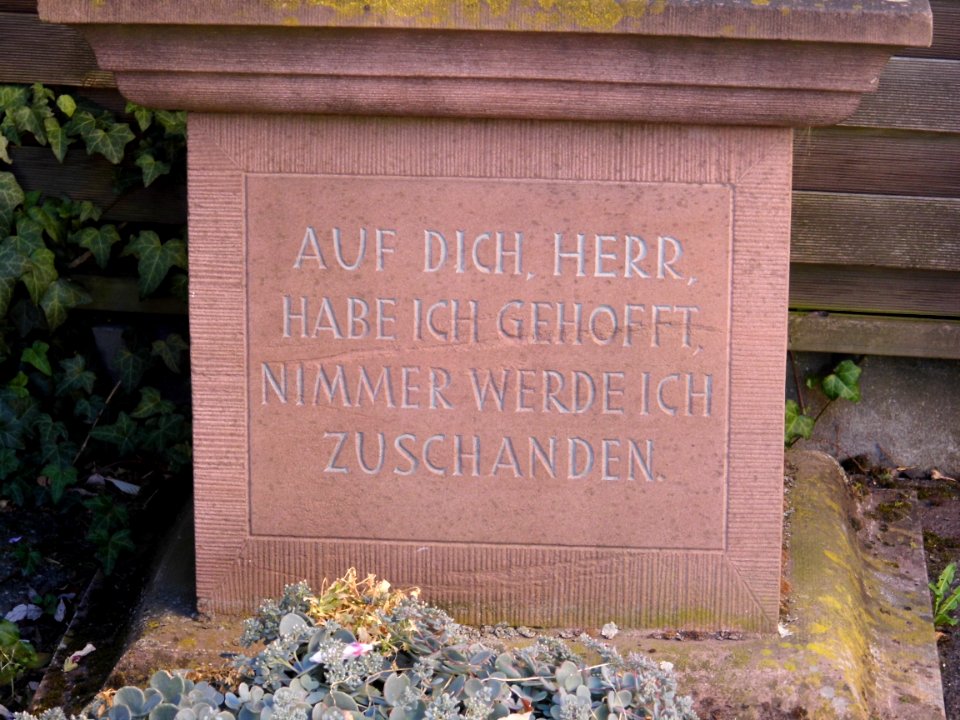 AUF DICH, HERR,
HABE ICH GEHOFFT,
NIMMER WERDE ICH
ZUSCHANDEN.